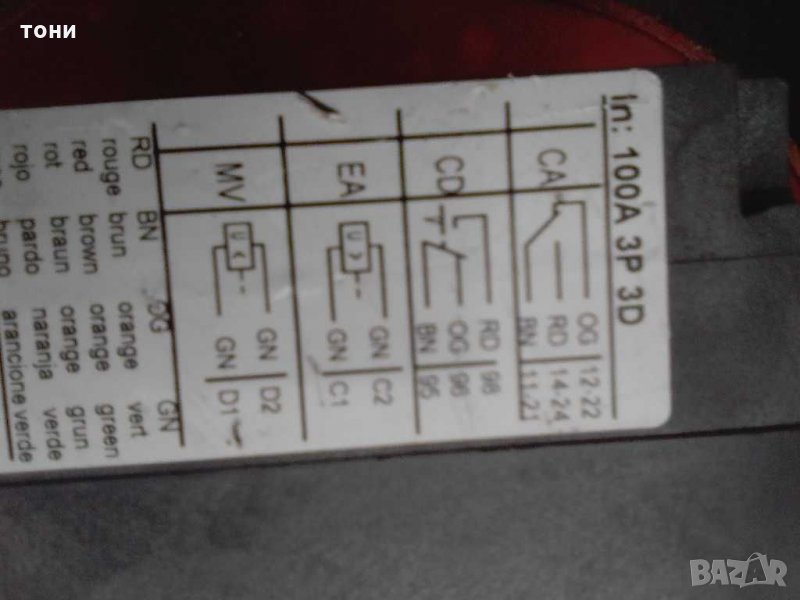 тони
In: 100A 3P 3D
CA
OG 12-22
RD 14-24
BN 11-21
CD
RD 98
OG 96
BN 95
EA
U >
GN C2
GN C1
MV
U <
GN D2
GN D1
RD BN OG GN
rouge brun orange vert
red brown orange green
rot braun orange grun
rojo pardo naranja verde
bruno arancione verde
BAZAR